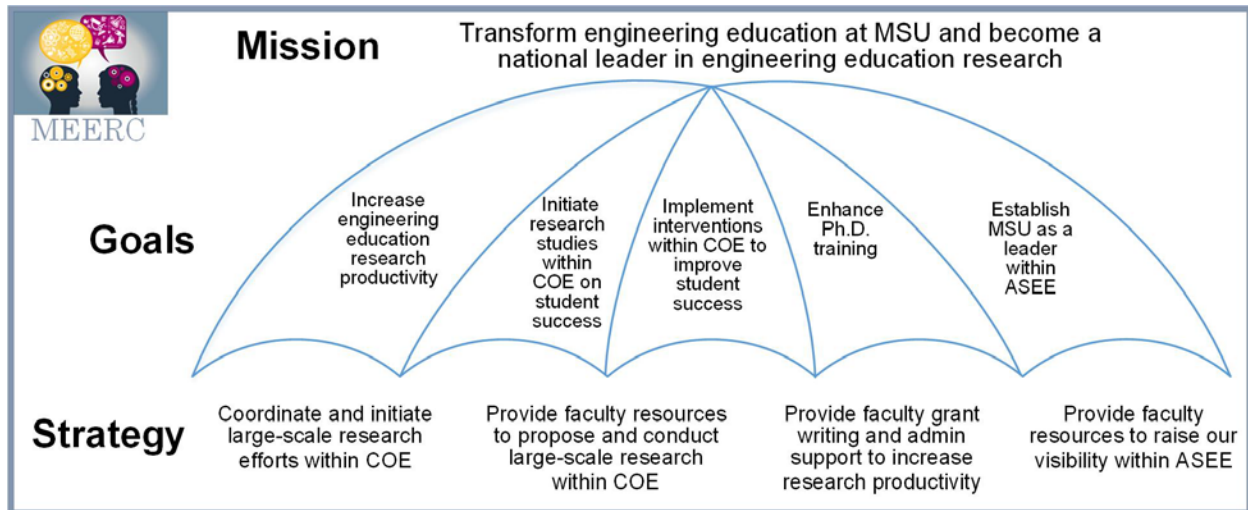 MEERC
Mission
Transform engineering education at MSU and become a
national leader in engineering education research
Goals
Increase
engineering
education
research
productivity
Initiate
research
studies
within
COE on
student
success
Implement
interventions
within COE to
improve
student
success
Enhance
Ph.D.
training
Establish
MSU as a
leader
within
ASEE
Strategy
Coordinate and initiate
large-scale research
efforts within COE
Provide faculty resources
to propose and conduct
large-scale research
within COE
Provide faculty grant
writing and admin
support to increase
research productivity
Provide faculty
resources to raise our
visibility within ASEE